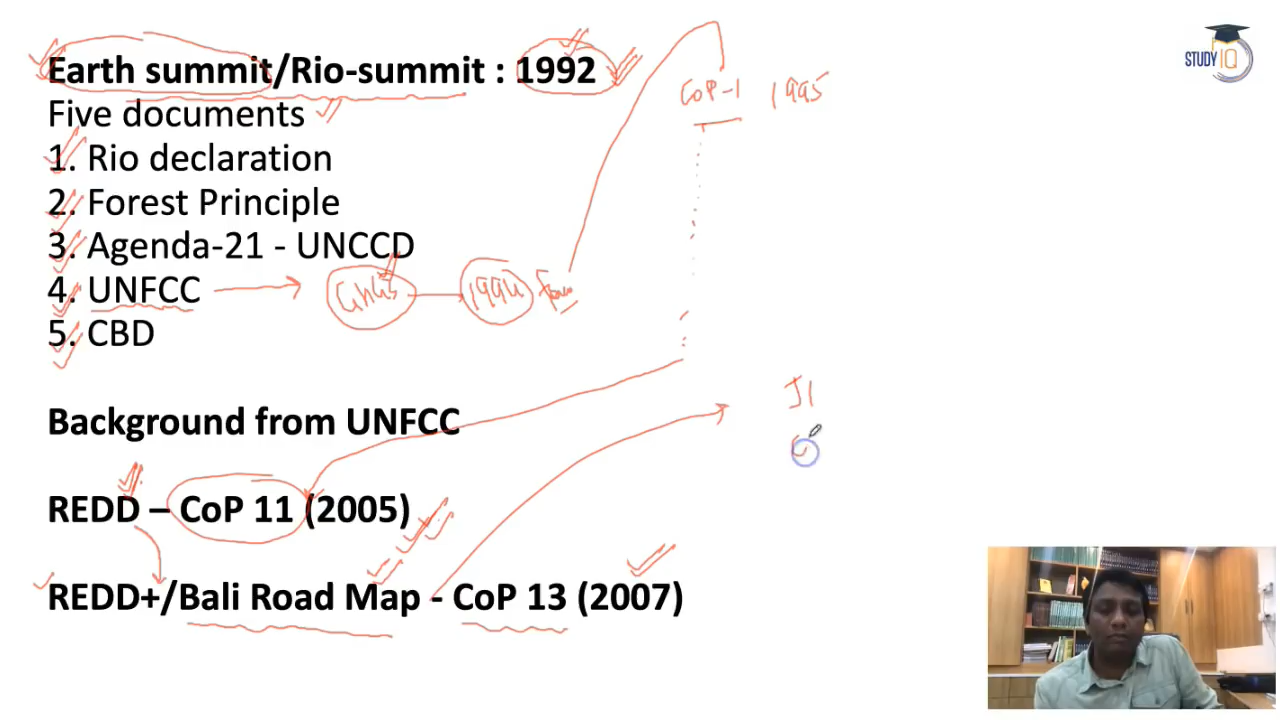 Earth summit/Rio-summit : 1992
Five documents
1. Rio declaration
2. Forest Principle
3. Agenda-21 - UNCCD
4. UNFCC
GHGs
1994
5. CBD
Background from UNFCC
REDD – CoP 11 (2005)
REDD+/Bali Road Map - CoP 13 (2007)
CoP-1 1995
JI
STUDY IQ